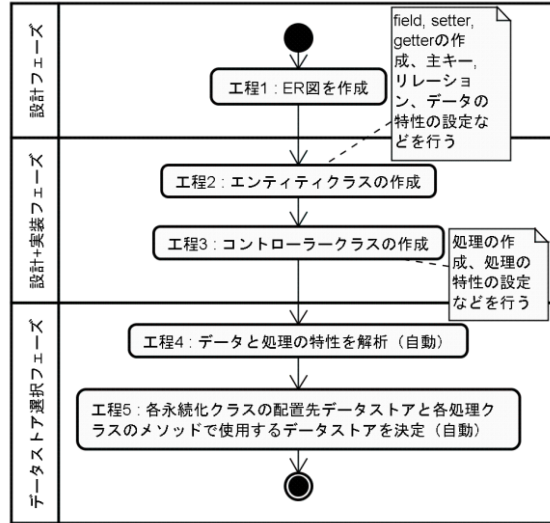 設計フェーズ
field, setter,
getterの作
成、主キー,
リレーショ
ン、データの
特性の設定な
どを行う
工程1 : ER図を作成
設計+実装フェーズ
工程2 : エンティティクラスの作成
工程3 : コントローラークラスの作成
処理の作
成、処理の
特性の設定
などを行う
データストア選択フェーズ
工程4 : データと処理の特性を解析（自動）
工程5 : 各永続化クラスの配置先データストアと各処理ク
ラスのメソッドで使用するデータストアを決定（自動）